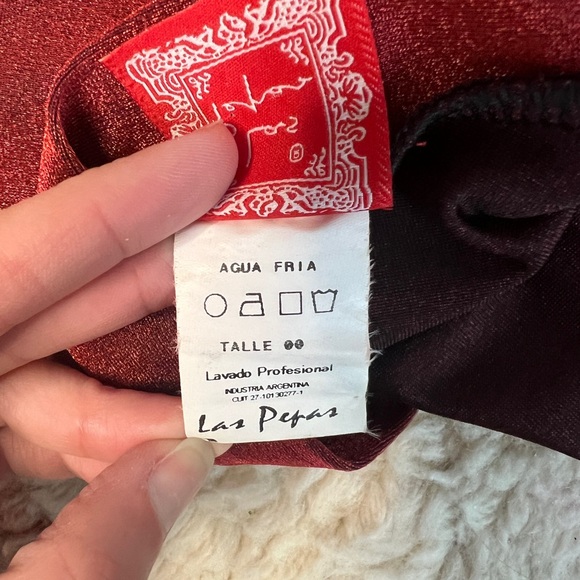 AGUA FRIA
TALLE 00
Lavado Profesional
INDUSTRIA ARGENTINA
CUIT 27-10130277-1
Las Pepas